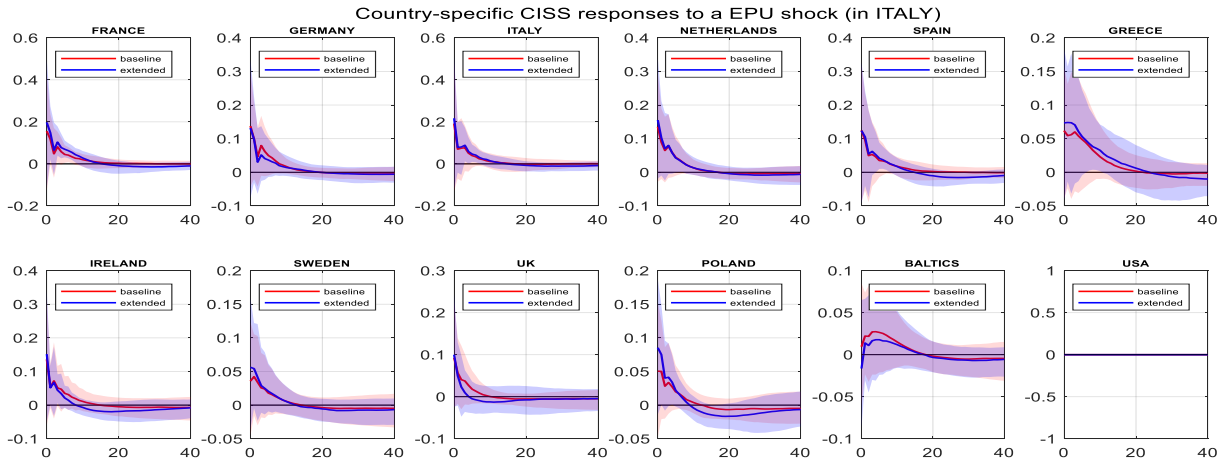 Country-specific CISS responses to a EPU shock (in ITALY)
FRANCE GERMANY ITALY NETHERLANDS SPAIN GREECE
0.6 0.4 0.6 0.4 0.4 0.2
baseline baseline baseline baseline baseline baseline
extended extended extended extended extended extended
0.4 0.3 0.4 0.3 0.3 0.15
0.2 0.2 0.2 0.2 0.2 0.1
0.1 0.1 0.1 0.05
0 0 0 0 0 0
-0.2 -0.1 -0.2 -0.1 -0.1 -0.05
0 20 40 0 20 40 0 20 40 0 20 40 0 20 40 0 20 40
IRELAND SWEDEN UK POLAND BALTICS USA
0.4 0.2 0.3 0.2 0.1 1
baseline baseline baseline baseline baseline baseline
extended extended extended extended extended extended
0.3 0.15 0.2 0.15 0.05 0.5
0.2 0.1 0.1 0.1 0 0
0.1 0.05 0 0.05 -0.05 -0.5
0 0 0
-0.1 -0.05 -0.1 -0.05 -0.1 -1
0 20 40 0 20 40 0 20 40 0 20 40 0 20 40 0 20 40